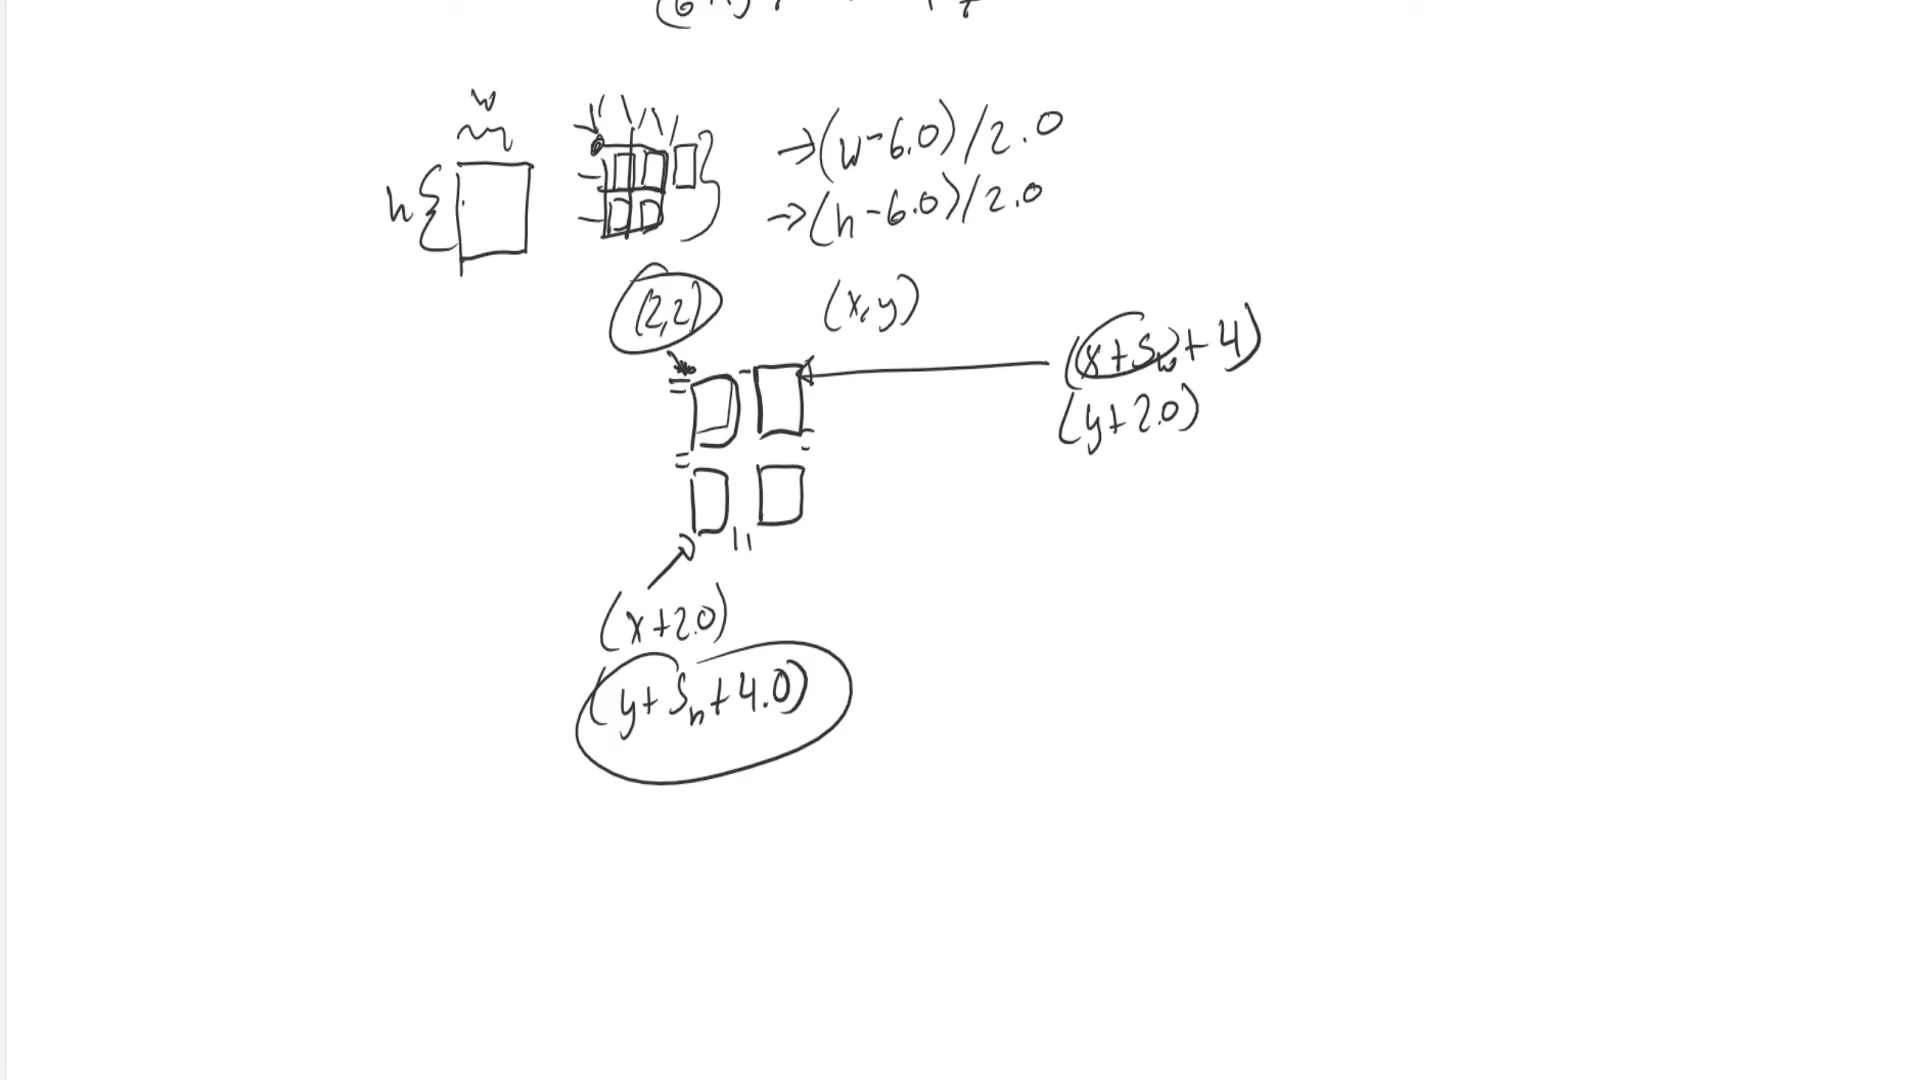 w
h
→(w-6.0)/2.0
→(h-6.0)/2.0
(2,2)
(x,y)
(x+Sw+4)
(y+2.0)
(x+2.0)
(y+Sh+4.0)